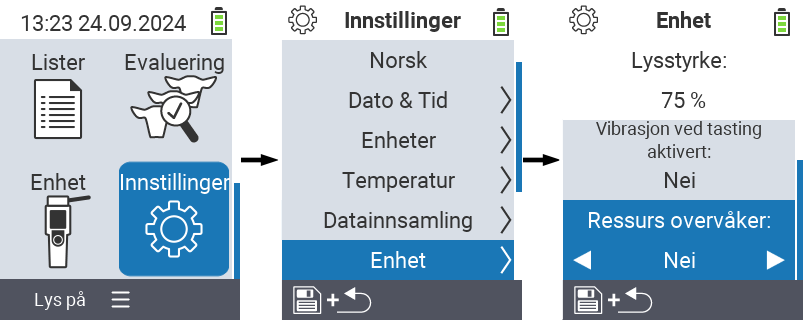 13:23 24.09.2024
Lister
Evaluering
Enhet
Innstillinger
Lys på
Innstillinger
Norsk
Dato & Tid
Enheter
Temperatur
Datainnsamling
Enhet
+
Enhet
Lysstyrke:
75 %
Vibrasjon ved tasting
aktivert:
Nei
Ressurs overvåker:
Nei
+